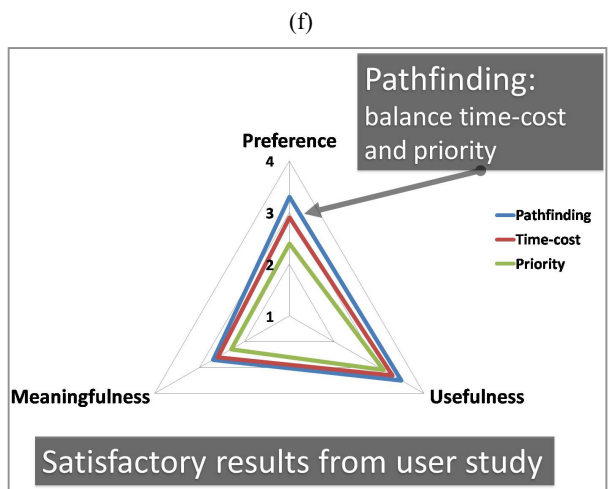 (f)
Pathfinding:
balance time-cost
and priority
Preference
4
3
2
1
Pathfinding
Time-cost
Priority
Meaningfulness
Usefulness
Satisfactory results from user study